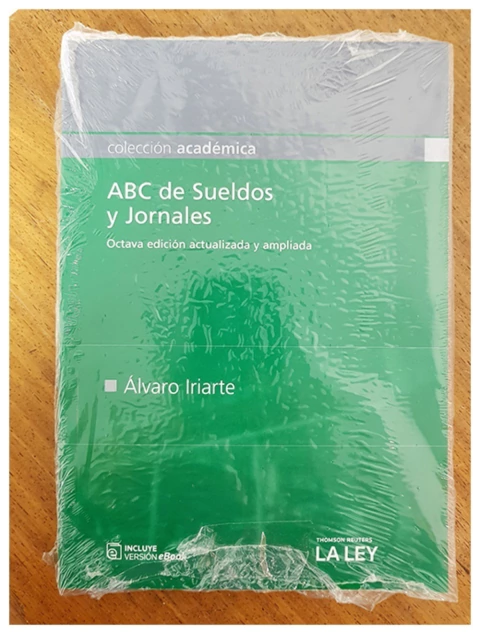 colección académica
ABC de Sueldos
y Jornales
Octava edición actualizada y ampliada
Álvaro Iriarte
INCLUYE
VERSIÓN eBook
THOMSON REUTERS
LA LEY